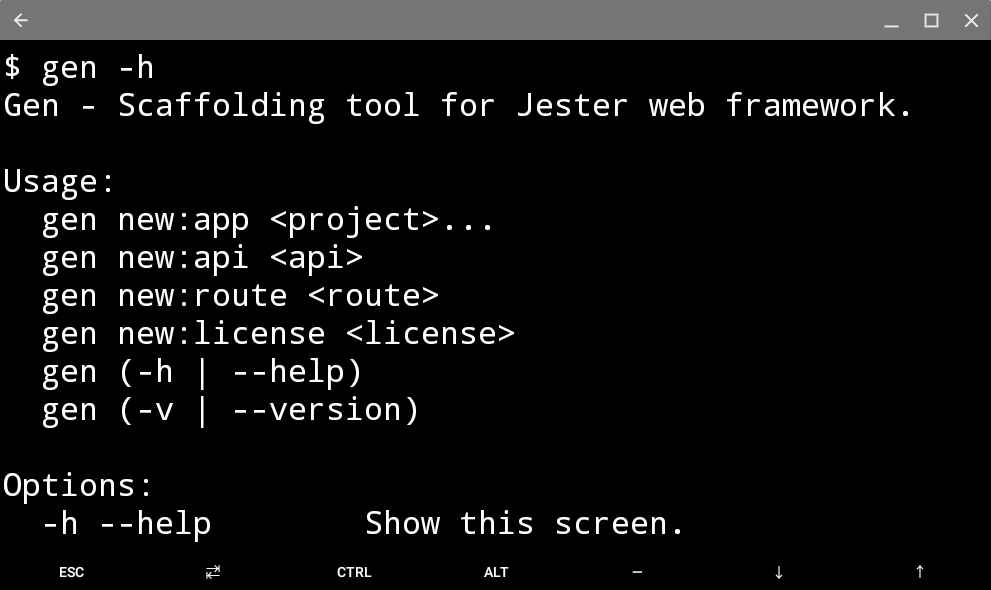 $ gen -h
Gen - Scaffolding tool for Jester web framework.
Usage:
gen new:app <project>...
gen new:api <api>
gen new:route <route>
gen new:license <license>
gen (-h | --help)
gen (-v | --version)
Options:
-h --help Show this screen.
ESC ⇄ CTRL ALT − ↓ ↑